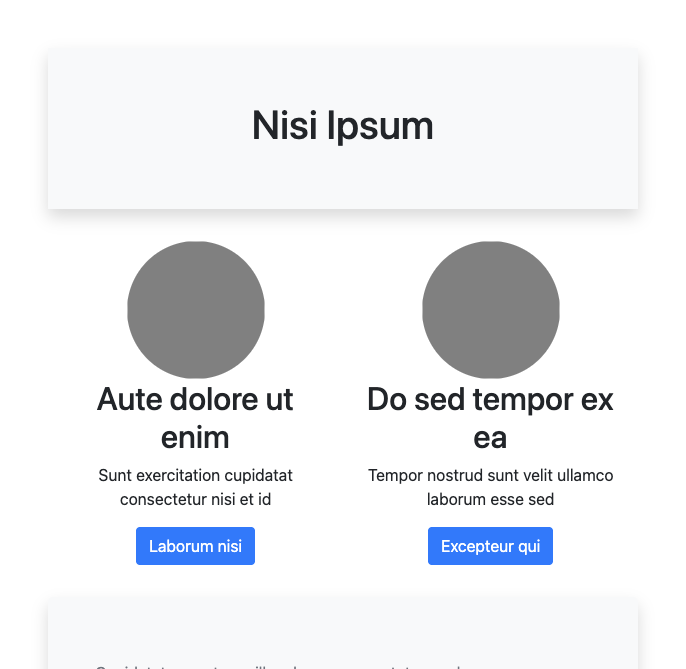 Nisi Ipsum
Aute dolore ut
enim
Sunt exercitation cupidatat
consectetur nisi et id
Laborum nisi
Do sed tempor ex
ea
Tempor nostrud sunt velit ullamco
laborum esse sed
Excepteur qui